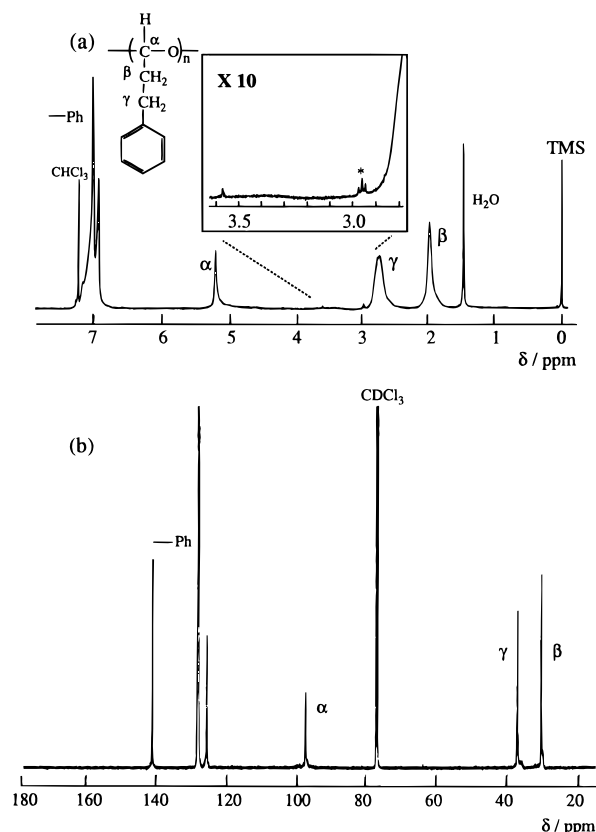 (a)
H
α
C O n
β CH2
γ CH2
X 10
—Ph
CHCl3
*
3.5 3.0
TMS
H2O
α
γ
β
7 6 5 4 3 2 1 0
δ / ppm
CDCl3
(b)
—Ph
α
γ
β
180 160 140 120 100 80 60 40 20
δ / ppm